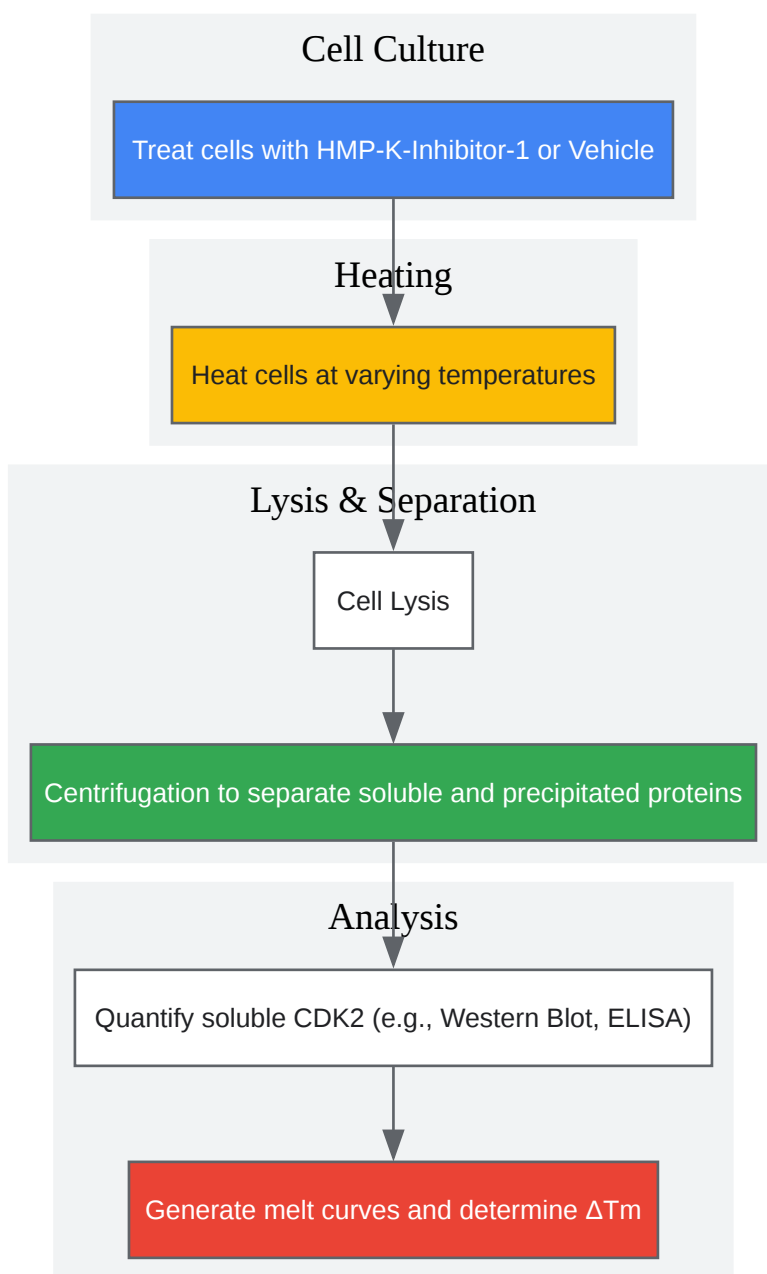 Cell Culture
Treat cells with HMP-K-Inhibitor-1 or Vehicle
Heating
Heat cells at varying temperatures
Lysis & Separation
Cell Lysis
Centrifugation to separate soluble and precipitated proteins
Analysis
Quantify soluble CDK2 (e.g., Western Blot, ELISA)
Generate melt curves and determine ΔTm